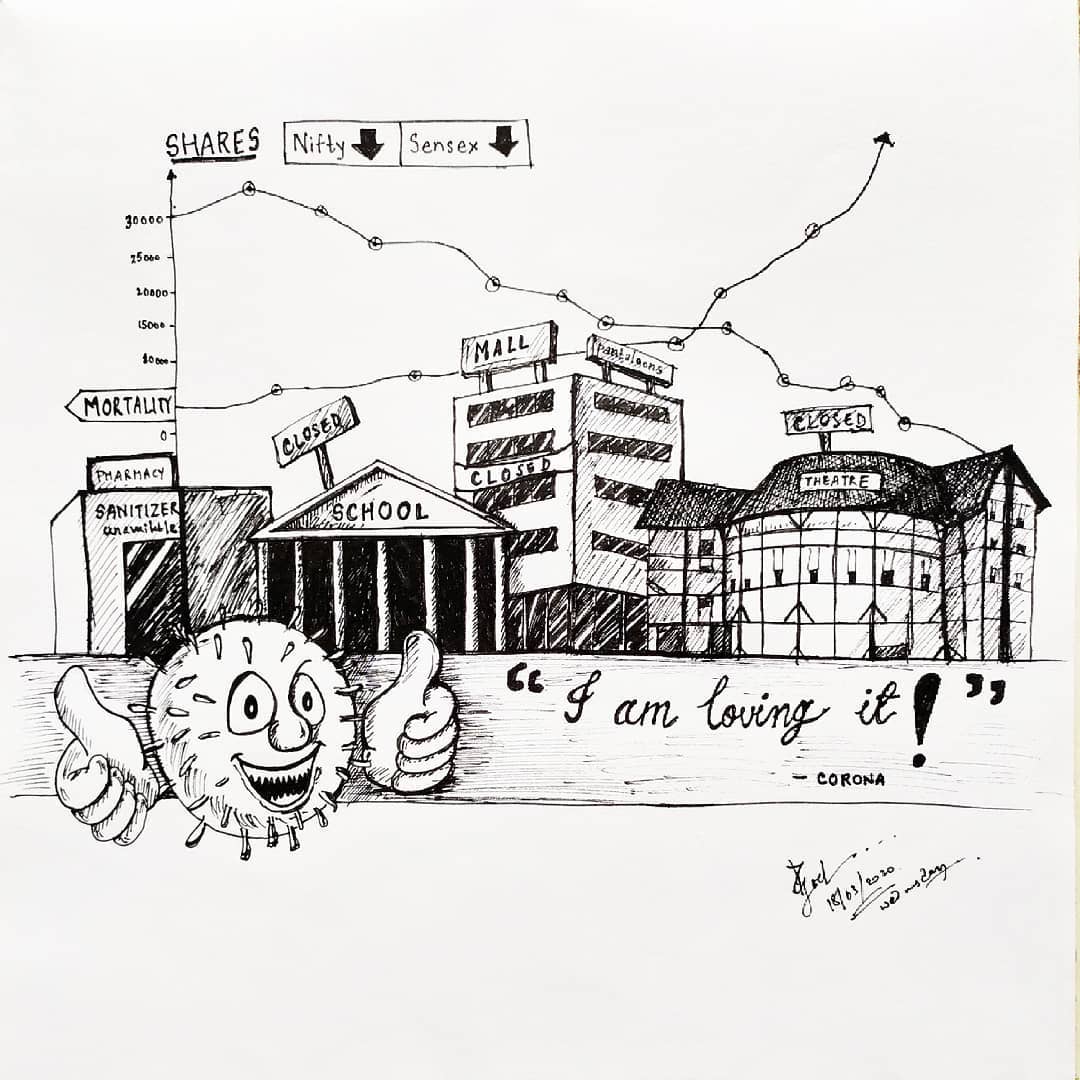 SHARES
Nifty
Sensex
30000
25000
20000
15000
10000
MORTALITY
0
MALL
Pantaloons
CLOSED
CLOSED
CLOSED
PHARMACY
SANITIZER
unavailable
SCHOOL
THEATRE
“ I am loving it ! ”
- CORONA
18/03/2020